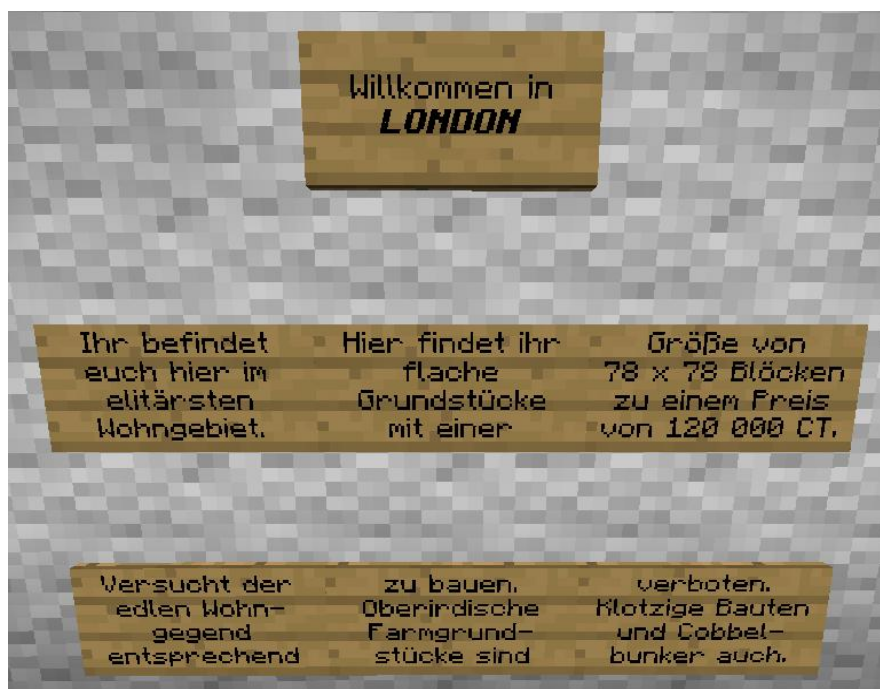 Willkommen in
LONDON
Ihr befindet
euch hier im
elitärsten
Wohngebiet.
Hier findet ihr
flache
Grundstücke
mit einer
Größe von
78 x 78 Blöcken
zu einem Preis
von 120 000 CT.
Versucht der
edlen Wohn-
gegend
entsprechend
zu bauen.
Oberirdische
Farmgrund-
stücke sind
verboten.
Klotzige Bauten
und Cobbel-
bunker auch.